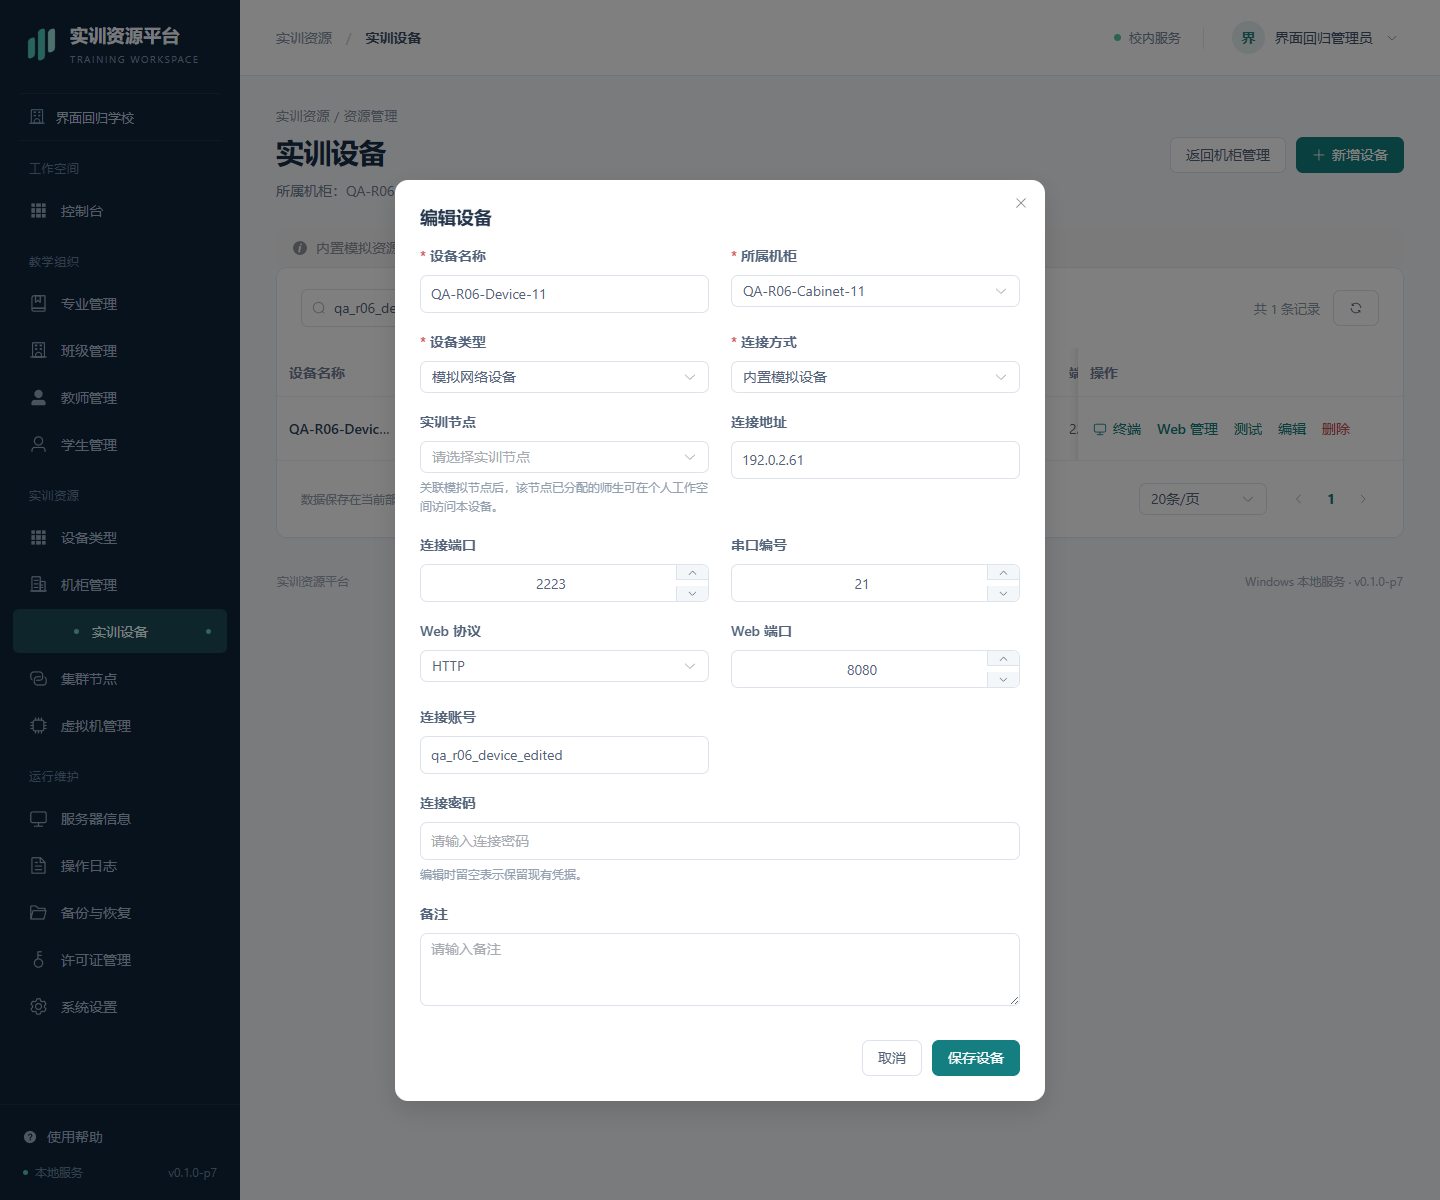 实训资源平台
TRAINING WORKSPACE
界面回归学校
工作空间
控制台
教学组织
专业管理
班级管理
教师管理
学生管理
实训资源
设备类型
机柜管理
实训设备
集群节点
虚拟机管理
运行维护
服务器信息
操作日志
备份与恢复
许可证管理
系统设置
使用帮助
本地服务 v0.1.0-p7
实训资源 / 实训设备
校内服务 界 界面回归管理员
实训资源 / 资源管理
实训设备
返回机柜管理 + 新增设备
所属机柜：QA-R06
内置模拟资源
qa_r06_de
共 1 条记录
设备名称 操作
QA-R06-Devic... 2. 终端 Web 管理 测试 编辑 删除
数据保存在当前部
20条/页 1
实训资源平台
Windows 本地服务 · v0.1.0-p7
编辑设备
* 设备名称 * 所属机柜
QA-R06-Device-11 QA-R06-Cabinet-11
* 设备类型 * 连接方式
模拟网络设备 内置模拟设备
实训节点 连接地址
请选择实训节点 192.0.2.61
关联模拟节点后，该节点已分配的师生可在个人工作空
间访问本设备。
连接端口 串口编号
2223 21
Web 协议 Web 端口
HTTP 8080
连接账号
qa_r06_device_edited
连接密码
请输入连接密码
编辑时留空表示保留现有凭据。
备注
请输入备注
取消 保存设备